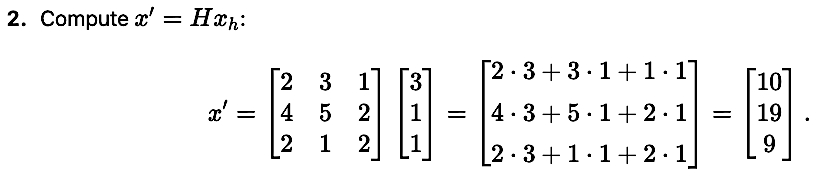 2. Compute x′ = Hxₕ:
x′ = [2 3 1; 4 5 2; 2 1 2] [3; 1; 1] = [2 · 3 + 3 · 1 + 1 · 1; 4 · 3 + 5 · 1 + 2 · 1; 2 · 3 + 1 · 1 + 2 · 1] = [10; 19; 9] .